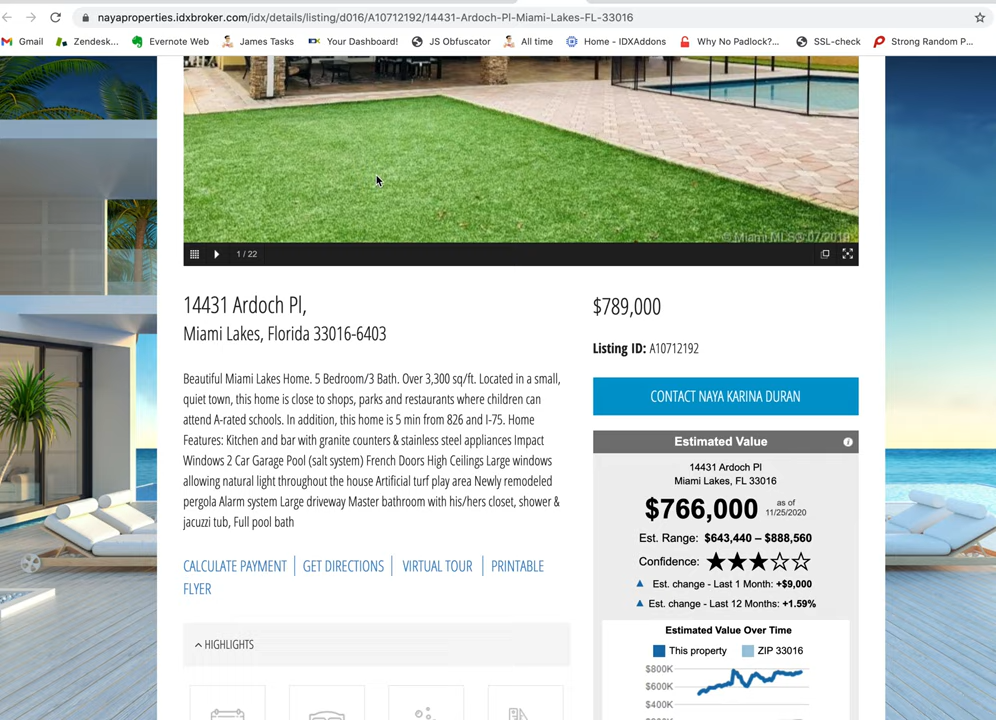 nayaproperties.idxbroker.com/idx/details/listing/d016/A10712192/14431-Ardoch-Pl-Miami-Lakes-FL-33016
Gmail Zendesk... Evernote Web James Tasks Your Dashboard! JS Obfuscator All time Home - IDXAddons Why No Padlock?... SSL-check Strong Random P...
© Miami MLS® 07/2019
1 / 22
14431 Ardoch Pl,
Miami Lakes, Florida 33016-6403
Beautiful Miami Lakes Home. 5 Bedroom/3 Bath. Over 3,300 sq/ft. Located in a small,
quiet town, this home is close to shops, parks and restaurants where children can
attend A-rated schools. In addition, this home is 5 min from 826 and I-75. Home
Features: Kitchen and bar with granite counters & stainless steel appliances Impact
Windows 2 Car Garage Pool (salt system) French Doors High Ceilings Large windows
allowing natural light throughout the house Artificial turf play area Newly remodeled
pergola Alarm system Large driveway Master bathroom with his/hers closet, shower &
jacuzzi tub, Full pool bath
CALCULATE PAYMENT GET DIRECTIONS VIRTUAL TOUR PRINTABLE
FLYER
HIGHLIGHTS
$789,000
Listing ID: A10712192
CONTACT NAYA KARINA DURAN
Estimated Value
14431 Ardoch Pl
Miami Lakes, FL 33016
$766,000 as of
11/25/2020
Est. Range: $643,440 – $888,560
Confidence: ★★★☆☆
Est. change - Last 1 Month: +$9,000
Est. change - Last 12 Months: +1.59%
Estimated Value Over Time
This property ZIP 33016
$800K
$600K
$400K